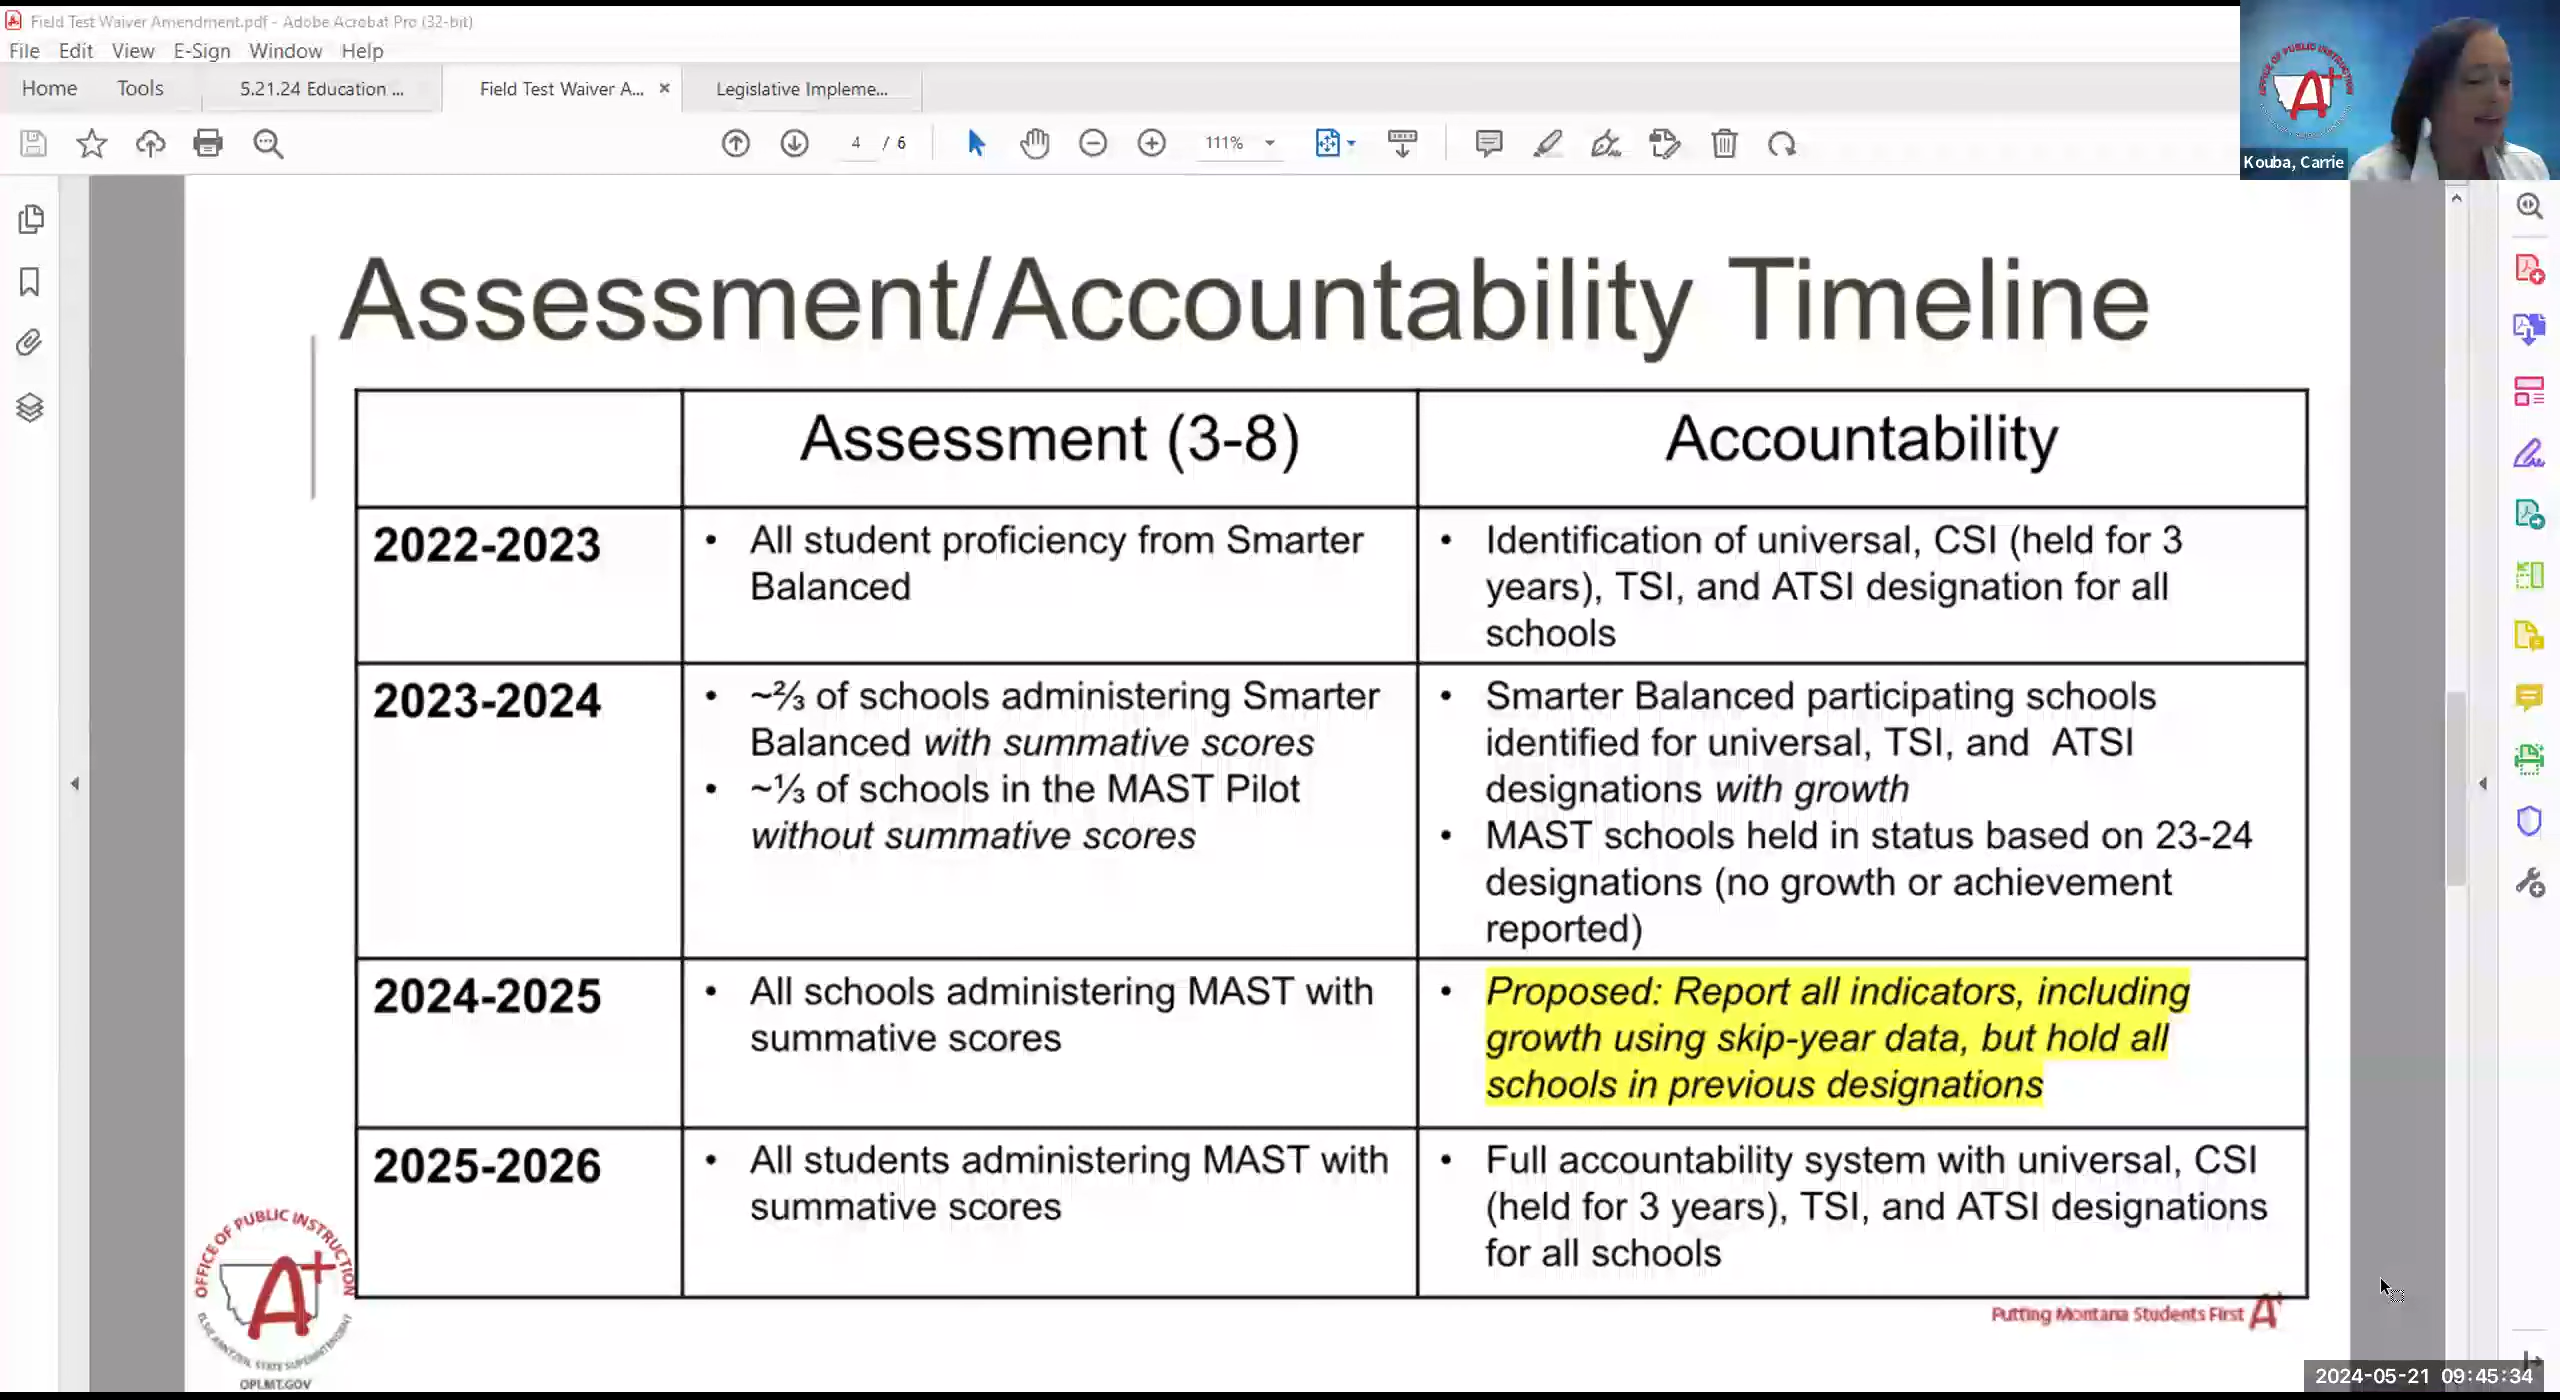 Field Test Waiver Amendment.pdf - Adobe Acrobat Pro (32-bit)
File Edit View E-Sign Window Help
Home Tools 5.21.24 Education ... Field Test Waiver A... × Legislative Impleme...
4 / 6 111%
Kouba, Carrie
OFFICE OF PUBLIC INSTRUCTION
A+
Assessment/Accountability Timeline
Assessment (3-8) Accountability
2022-2023
• All student proficiency from Smarter
Balanced
• Identification of universal, CSI (held for 3
years), TSI, and ATSI designation for all
schools
2023-2024
• ~⅔ of schools administering Smarter
Balanced with summative scores
• ~⅓ of schools in the MAST Pilot
without summative scores
• Smarter Balanced participating schools
identified for universal, TSI, and ATSI
designations with growth
• MAST schools held in status based on 23-24
designations (no growth or achievement
reported)
2024-2025
• All schools administering MAST with
summative scores
• Proposed: Report all indicators, including
growth using skip-year data, but hold all
schools in previous designations
2025-2026
• All students administering MAST with
summative scores
• Full accountability system with universal, CSI
(held for 3 years), TSI, and ATSI designations
for all schools
OFFICE OF PUBLIC INSTRUCTION
A+
ELSIE ARNTZEN, STATE SUPERINTENDENT
OPI.MT.GOV
Putting Montana Students First A+
2024-05-21 09:45:34